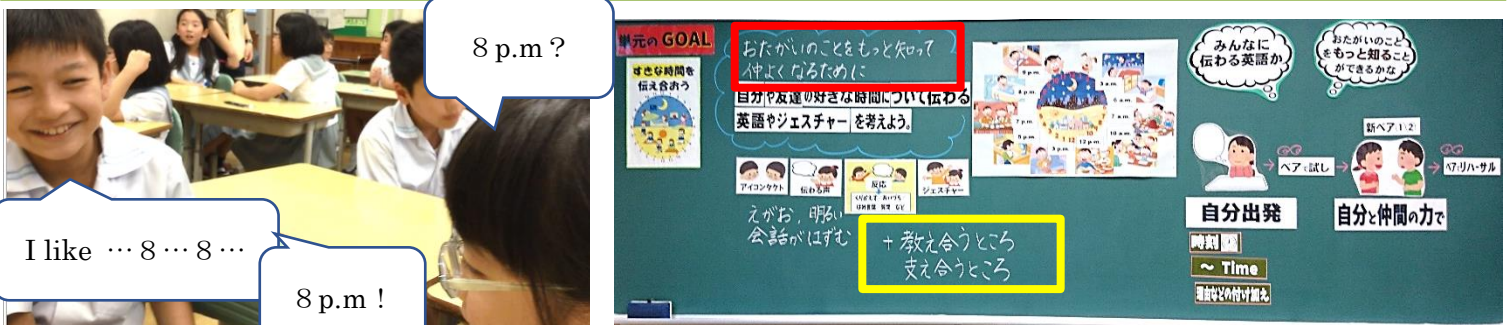 ８p.m？
I like …８…８…
８p.m！
単元の GOAL
すきな時間を
伝え合おう
おたがいのことをもっと知って
仲よくなるために
自分や友達の好きな時間について伝わる
英語やジェスチャーを考えよう。
アイコンタクト
伝わる声
反応
ジェスチャー
えがお，明るい
会話がはずむ
＋教え合うところ
支え合うところ
みんなに
伝わる英語か
おたがいのこと
をもっと知ること
ができるかな
新ペア①②
ペアで試し
ペアでリハーサル
自分出発
自分と仲間の力で
時刻
～ Time
理由などの付け加え